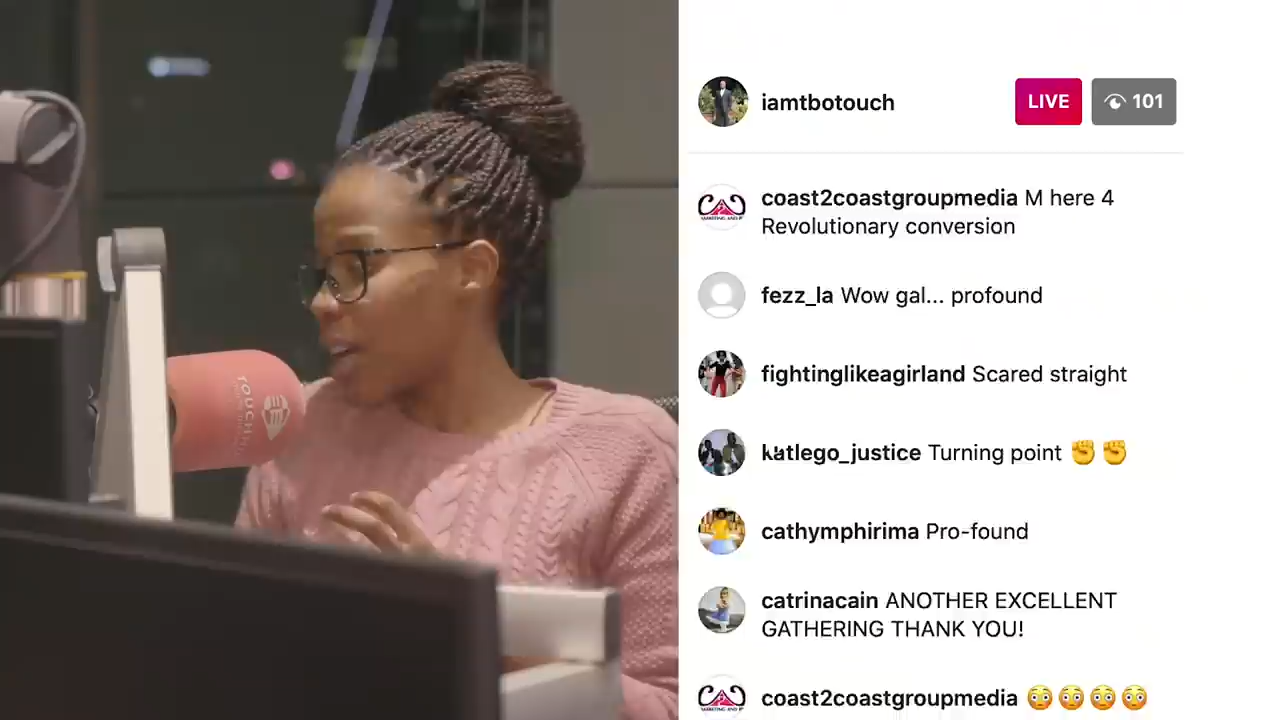 iamtbotouch
LIVE
101
coast2coastgroupmedia M here 4
Revolutionary conversion
fezz_la Wow gal... profound
fightinglikeagirland Scared straight
katlego_justice Turning point ✊ ✊
cathymphirima Pro-found
catrinacain ANOTHER EXCELLENT
GATHERING THANK YOU!
coast2coastgroupmedia 😳 😳 😳 😳
TOUCH